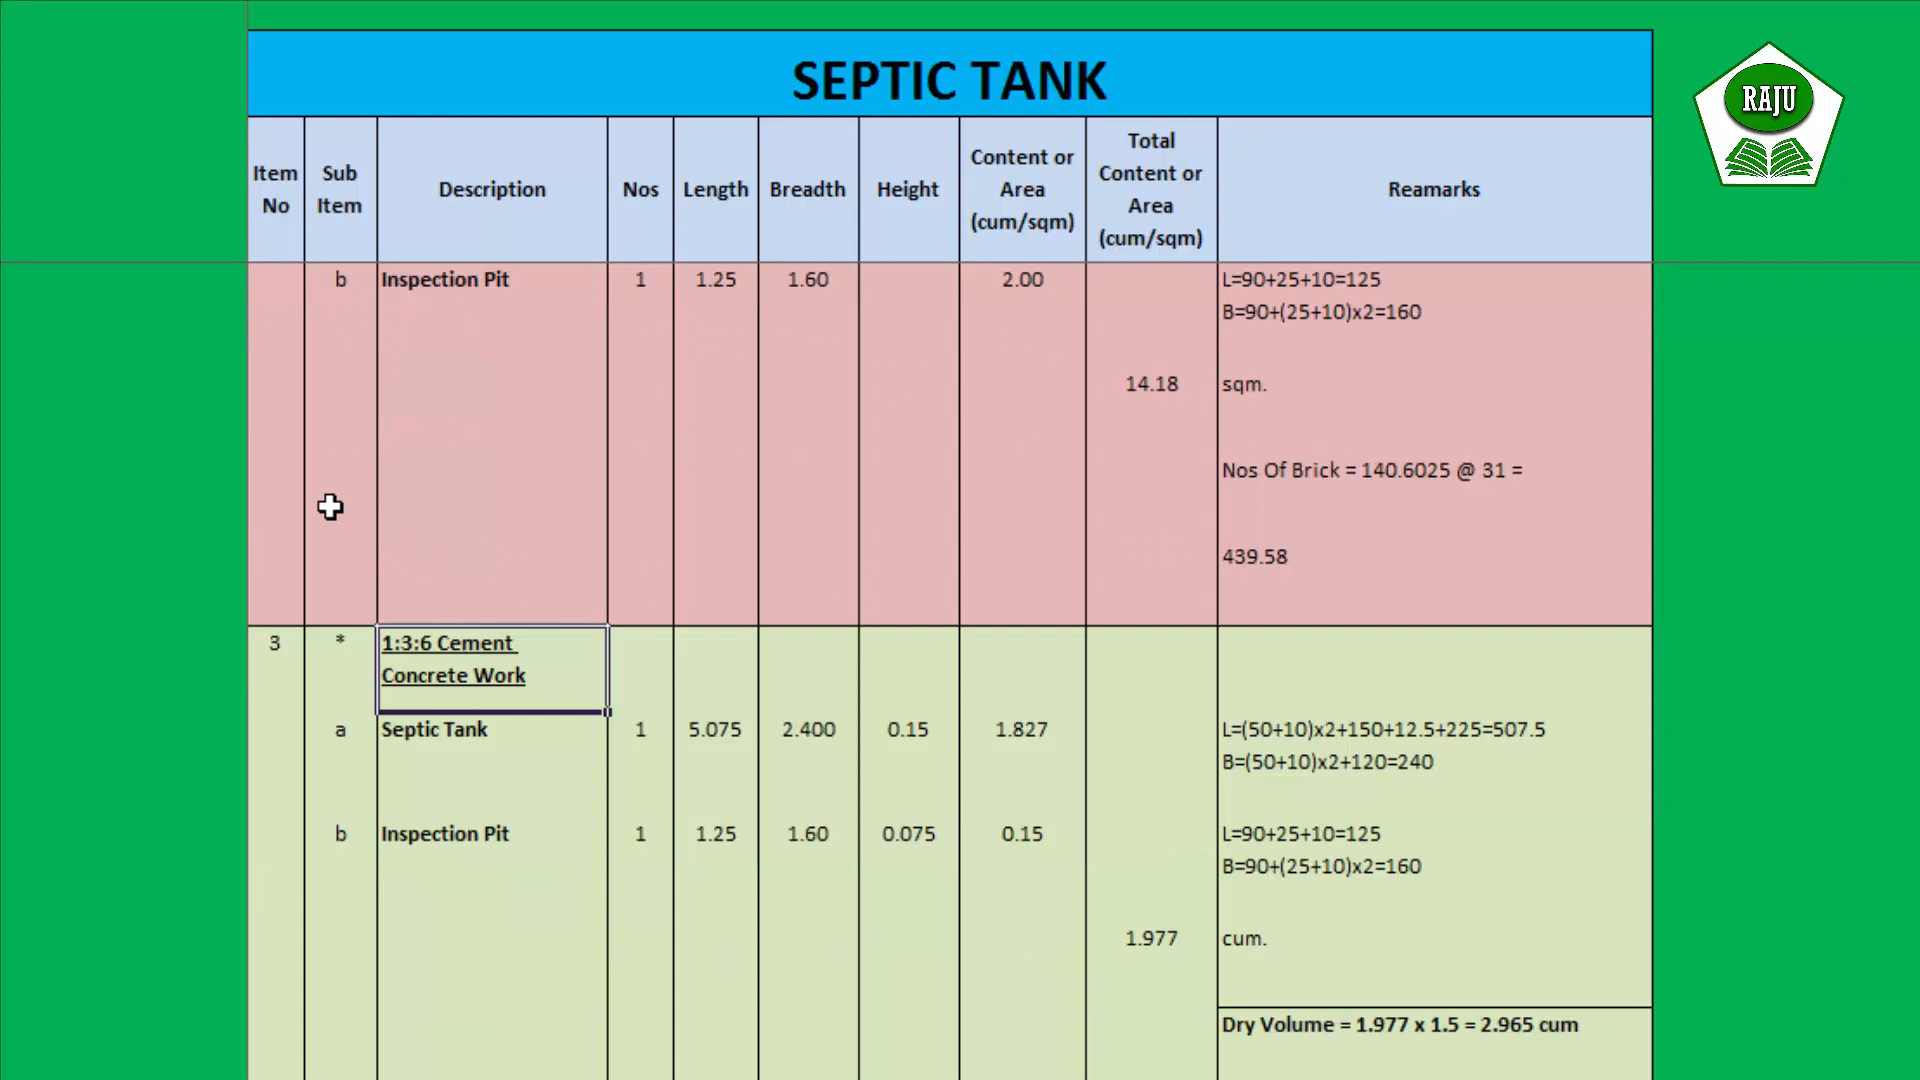 SEPTIC TANK
RAJU
Item No
Sub Item
Description
Nos
Length
Breadth
Height
Content or Area (cum/sqm)
Total Content or Area (cum/sqm)
Reamarks
b Inspection Pit 1 1.25 1.60 2.00 L=90+25+10=125
B=90+(25+10)x2=160
14.18 sqm.
Nos Of Brick = 140.6025 @ 31 =
439.58
3 * 1:3:6 Cement
Concrete Work
a Septic Tank 1 5.075 2.400 0.15 1.827 L=(50+10)x2+150+12.5+225=507.5
B=(50+10)x2+120=240
b Inspection Pit 1 1.25 1.60 0.075 0.15 L=90+25+10=125
B=90+(25+10)x2=160
1.977 cum.
Dry Volume = 1.977 x 1.5 = 2.965 cum